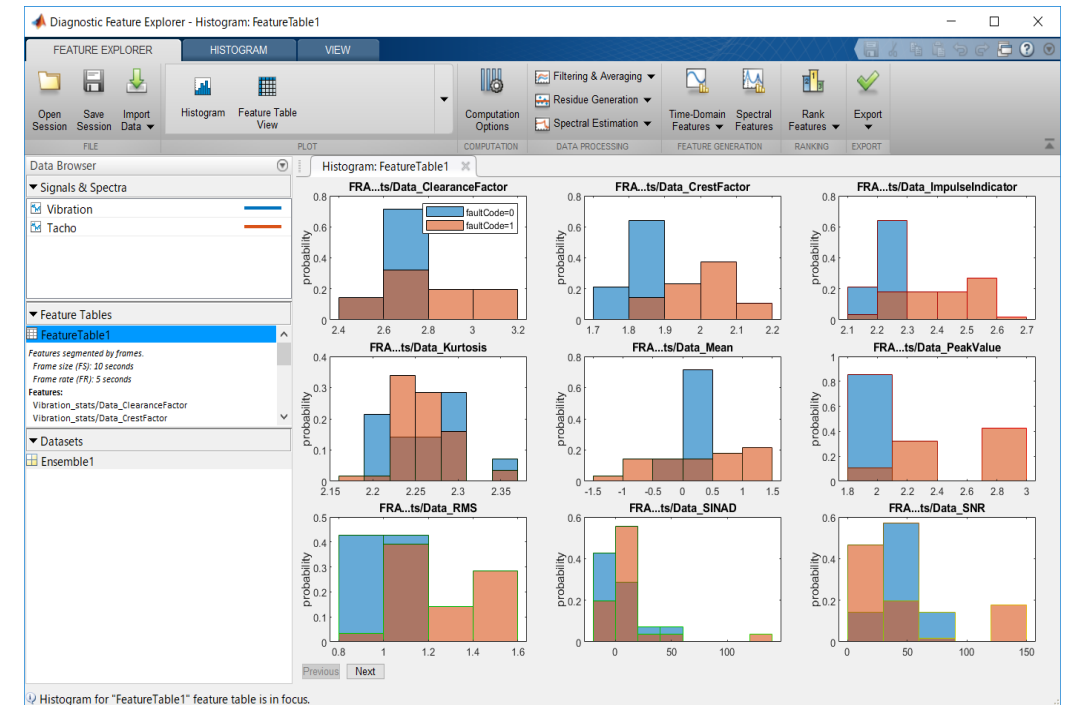 Diagnostic Feature Explorer - Histogram: FeatureTable1
FEATURE EXPLORER HISTOGRAM VIEW
Open Session
Save Session
Import Data
Histogram
Feature Table View
Computation Options
Filtering & Averaging
Residue Generation
Spectral Estimation
Time-Domain Features
Spectral Features
Rank Features
Export
FILE PLOT COMPUTATION DATA PROCESSING FEATURE GENERATION RANKING EXPORT
Data Browser
Signals & Spectra
Vibration
Tacho
Feature Tables
FeatureTable1
Features segmented by frames.
Frame size (FS): 10 seconds
Frame rate (FR): 5 seconds
Features:
Vibration_stats/Data_ClearanceFactor
Vibration_stats/Data_CrestFactor
Datasets
Ensemble1
Histogram: FeatureTable1
FRA...ts/Data_ClearanceFactor
faultCode=0
faultCode=1
probability
0.8
0.6
0.4
0.2
0
2.4 2.6 2.8 3 3.2
FRA...ts/Data_CrestFactor
probability
0.8
0.6
0.4
0.2
0
1.7 1.8 1.9 2 2.1 2.2
FRA...ts/Data_ImpulseIndicator
probability
0.8
0.6
0.4
0.2
0
2.1 2.2 2.3 2.4 2.5 2.6 2.7
FRA...ts/Data_Kurtosis
probability
0.4
0.3
0.2
0.1
0
2.15 2.2 2.25 2.3 2.35
FRA...ts/Data_Mean
probability
0.8
0.6
0.4
0.2
0
-1.5 -1 -0.5 0 0.5 1 1.5
FRA...ts/Data_PeakValue
probability
1
0.8
0.6
0.4
0.2
0
1.8 2 2.2 2.4 2.6 2.8 3
FRA...ts/Data_RMS
probability
0.5
0.4
0.3
0.2
0.1
0
0.8 1 1.2 1.4 1.6
FRA...ts/Data_SINAD
probability
0.6
0.4
0.2
0
0 50 100
FRA...ts/Data_SNR
probability
0.6
0.4
0.2
0
0 50 100 150
Previous Next
Histogram for "FeatureTable1" feature table is in focus.